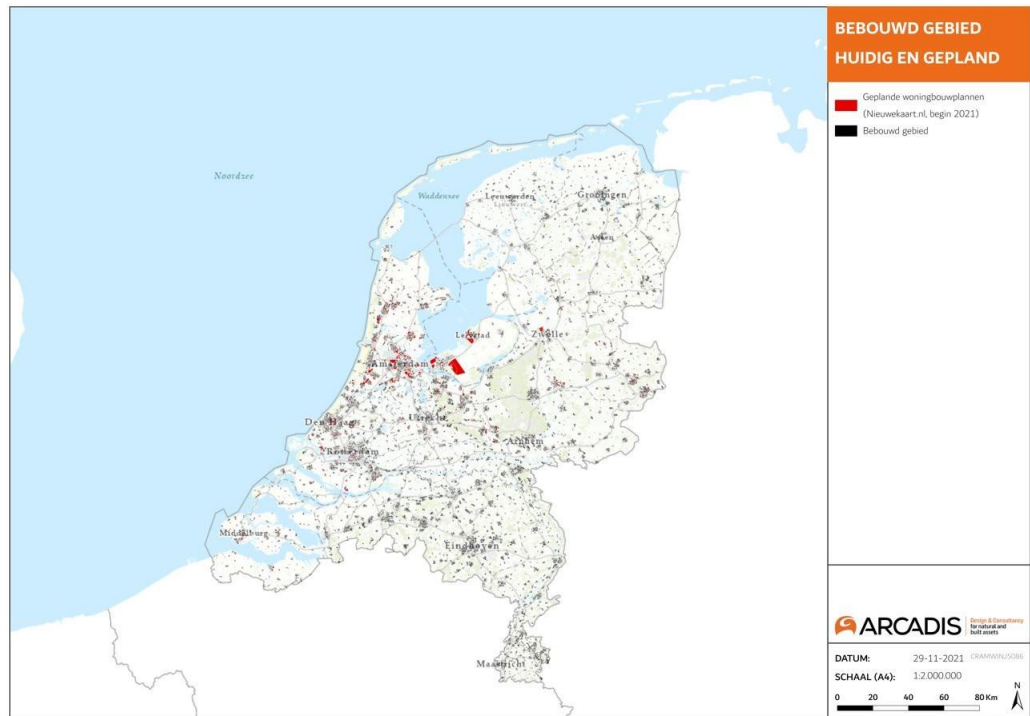 BEBOUWD GEBIED
HUIDIG EN GEPLAND
Geplande woningbouwplannen
(Nieuwekaart.nl, begin 2021)
Bebouwd gebied
Noordzee
Waddenzee
Leeuwarden
Groningen
Assen
Lelystad
Zwolle
Amsterdam
Den Haag
Utrecht
Arnhem
Rotterdam
Middelburg
Eindhoven
Maastricht
ARCADIS
Design & Consultancy
for natural and
built assets
DATUM: 29-11-2021
SCHAAL (A4): 1:2.000.000
0 20 40 60 80 Km
N